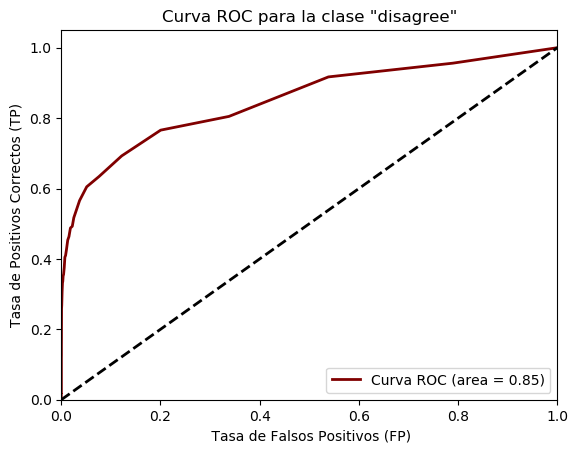 Curva ROC para la clase "disagree"
Tasa de Positivos Correctos (TP)
1.0
0.8
0.6
0.4
0.2
0.0
Curva ROC (area = 0.85)
0.0 0.2 0.4 0.6 0.8 1.0
Tasa de Falsos Positivos (FP)